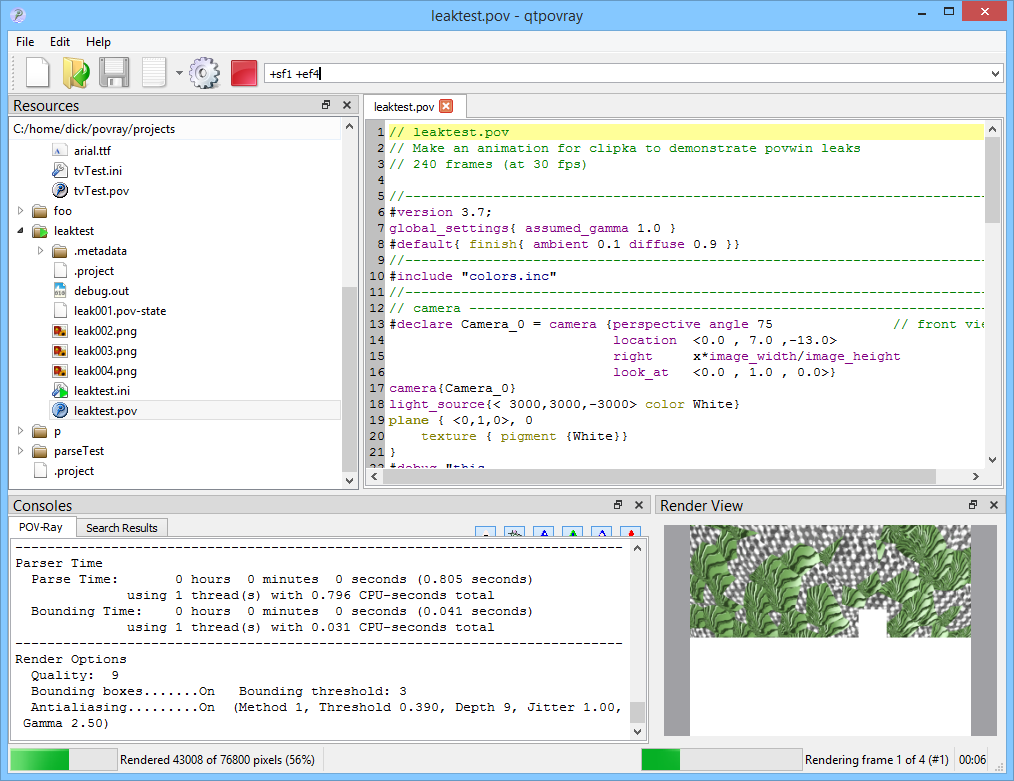 leaktest.pov - qtpovray
File Edit Help
+sf1 +ef4
Resources
C:/home/dick/povray/projects
arial.ttf
tvTest.ini
tvTest.pov
foo
leaktest
.metadata
.project
debug.out
leak001.pov-state
leak002.png
leak003.png
leak004.png
leaktest.ini
leaktest.pov
p
parseTest
.project
leaktest.pov
1 // leaktest.pov
2 // Make an animation for clipka to demonstrate povwin leaks
3 // 240 frames (at 30 fps)
4
5 //--------------------------------------------------------------------------
6 #version 3.7;
7 global_settings{ assumed_gamma 1.0 }
8 #default{ finish{ ambient 0.1 diffuse 0.9 }}
9 //--------------------------------------------------------------------------
10 #include "colors.inc"
11 //--------------------------------------------------------------------------
12 // camera ------------------------------------------------------------------
13 #declare Camera_0 = camera {perspective angle 75 // front vie
14 location <0.0 , 7.0 ,-13.0>
15 right x*image_width/image_height
16 look_at <0.0 , 1.0 , 0.0>}
17 camera{Camera_0}
18 light_source{< 3000,3000,-3000> color White}
19 plane { <0,1,0>, 0
20 texture { pigment {White}}
21 }
22 #debug "this
Consoles
POV-Ray Search Results
----------------------------------------------------------------------------
Parser Time
Parse Time: 0 hours 0 minutes 0 seconds (0.805 seconds)
using 1 thread(s) with 0.796 CPU-seconds total
Bounding Time: 0 hours 0 minutes 0 seconds (0.041 seconds)
using 1 thread(s) with 0.031 CPU-seconds total
----------------------------------------------------------------------------
Render Options
Quality: 9
Bounding boxes.......On Bounding threshold: 3
Antialiasing.........On (Method 1, Threshold 0.390, Depth 9, Jitter 1.00,
Gamma 2.50)
Render View
Rendered 43008 of 76800 pixels (56%)
Rendering frame 1 of 4 (#1) 00:06